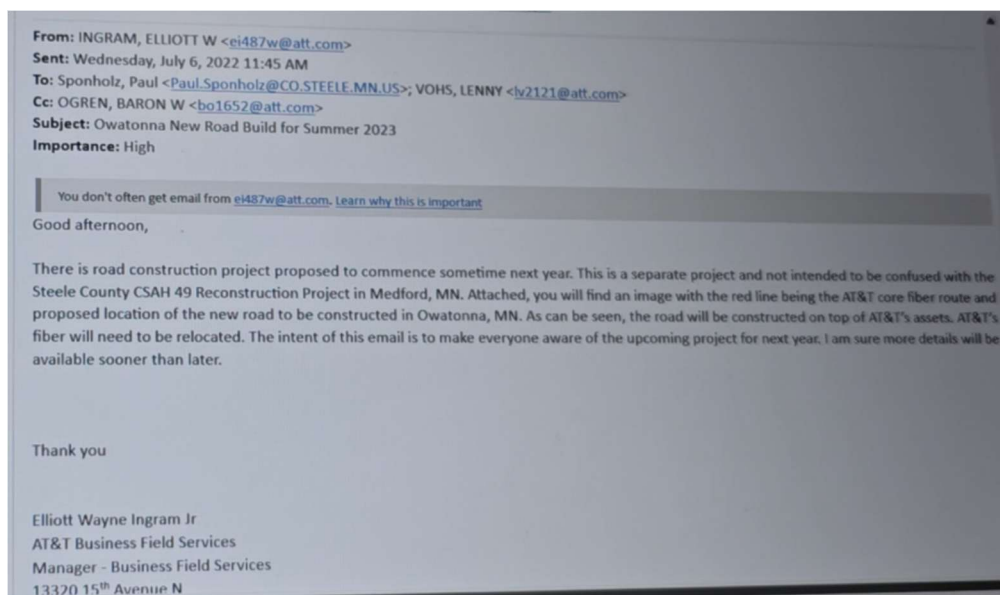 From: INGRAM, ELLIOTT W <ei487w@att.com>
Sent: Wednesday, July 6, 2022 11:45 AM
To: Sponholz, Paul <Paul.Sponholz@CO.STEELE.MN.US>; VOHS, LENNY <lv2121@att.com>
Cc: OGREN, BARON W <bo1652@att.com>
Subject: Owatonna New Road Build for Summer 2023
Importance: High
You don't often get email from ei487w@att.com. Learn why this is important
Good afternoon,
There is road construction project proposed to commence sometime next year. This is a separate project and not intended to be confused with the
Steele County CSAH 49 Reconstruction Project in Medford, MN. Attached, you will find an image with the red line being the AT&T core fiber route and
proposed location of the new road to be constructed in Owatonna, MN. As can be seen, the road will be constructed on top of AT&T's assets. AT&T's
fiber will need to be relocated. The intent of this email is to make everyone aware of the upcoming project for next year. I am sure more details will be
available sooner than later.
Thank you
Elliott Wayne Ingram Jr
AT&T Business Field Services
Manager - Business Field Services
13320 15th Avenue N